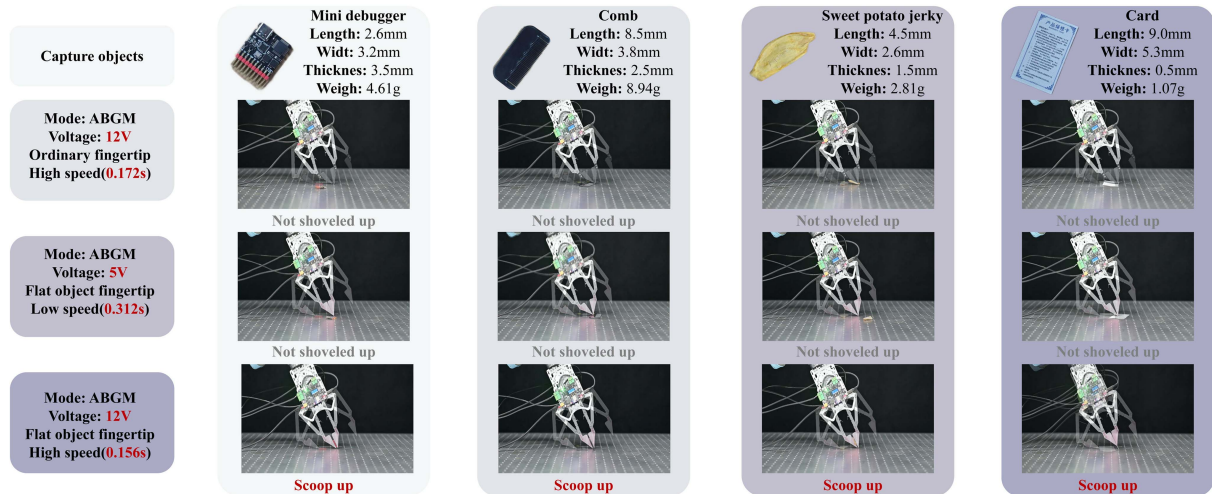 Capture objects
Mini debugger
Length: 2.6mm
Widt: 3.2mm
Thicknes: 3.5mm
Weigh: 4.61g
Comb
Length: 8.5mm
Widt: 3.8mm
Thicknes: 2.5mm
Weigh: 8.94g
Sweet potato jerky
Length: 4.5mm
Widt: 2.6mm
Thicknes: 1.5mm
Weigh: 2.81g
Card
Length: 9.0mm
Widt: 5.3mm
Thicknes: 0.5mm
Weigh: 1.07g
Mode: ABGM
Voltage: 12V
Ordinary fingertip
High speed(0.172s)
Not shoveled up
Not shoveled up
Not shoveled up
Not shoveled up
Mode: ABGM
Voltage: 5V
Flat object fingertip
Low speed(0.312s)
Not shoveled up
Not shoveled up
Not shoveled up
Not shoveled up
Mode: ABGM
Voltage: 12V
Flat object fingertip
High speed(0.156s)
Scoop up
Scoop up
Scoop up
Scoop up